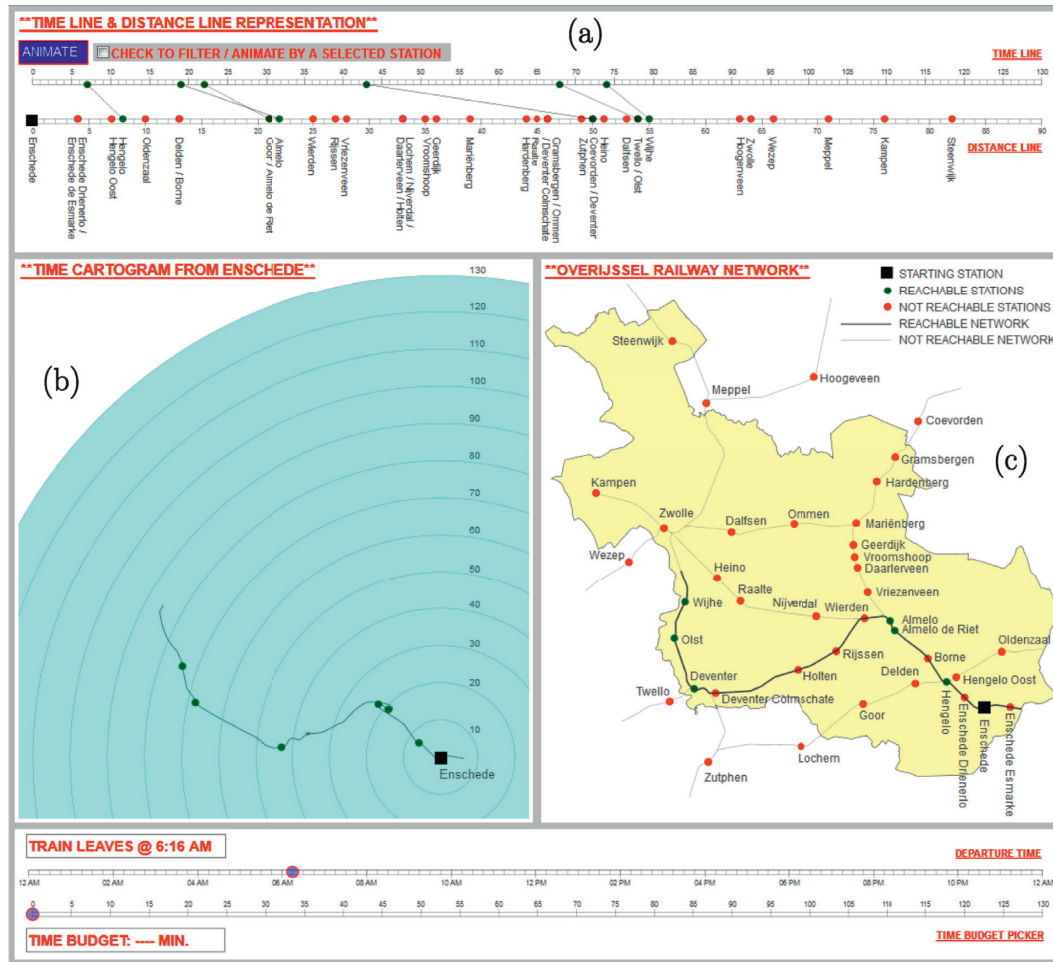 **TIME LINE & DISTANCE LINE REPRESENTATION**
(a)
ANIMATE
CHECK TO FILTER / ANIMATE BY A SELECTED STATION
TIME LINE
0 5 10 15 20 25 30 35 40 45 50 55 60 65 70 75 80 85 90 95 100 105 110 115 120 125 130
0 5 10 15 20 25 30 35 40 45 50 55 60 65 70 75 80 85 90
DISTANCE LINE
Enschede
Enschede Drienerlo /
Enschede de Esmarke
Hengelo
Hengelo Oost
Oldenzaal
Delden / Borne
Almelo
Goor / Almelo de Riet
Wierden
Rijssen
Vriezenveen
Lochem / Nijverdal /
Daarlerveen / Holten
Geerdijk
Vroomshoop
Mariënberg
Hardenberg
Raalte
Gramsbergen / Ommen
/ Deventer Colmschate
Zutphen
Coevorden / Deventer
Heino
Dalfsen
Twello / Olst
Wijhe
Hoogenveen
Zwolle
Wezep
Meppel
Kampen
Steenwijk
**TIME CARTOGRAM FROM ENSCHEDE**
(b)
130
120
110
100
90
80
70
60
50
40
30
20
10
Enschede
**OVERIJSSEL RAILWAY NETWORK**
STARTING STATION
REACHABLE STATIONS
NOT REACHABLE STATIONS
REACHABLE NETWORK
NOT REACHABLE NETWORK
(c)
Steenwijk
Meppel
Hoogeveen
Coevorden
Gramsbergen
Hardenberg
Kampen
Zwolle
Dalfsen
Ommen
Mariënberg
Geerdijk
Vroomshoop
Daarlerveen
Wezep
Heino
Raalte
Vriezenveen
Wijhe
Nijverdal
Wierden
Almelo
Almelo de Riet
Olst
Oldenzaal
Rijssen
Borne
Deventer
Holten
Delden
Hengelo Oost
Twello
Deventer Colmschate
Hengelo
Goor
Enschede Drienerlo
Enschede
Enschede Esmarke
Lochem
Zutphen
TRAIN LEAVES @ 6:16 AM
DEPARTURE TIME
12 AM 02 AM 04 AM 06 AM 08 AM 10 AM 12 PM 02 PM 04 PM 06 PM 08 PM 10 PM 12 AM
0 5 10 15 20 25 30 35 40 45 50 55 60 65 70 75 80 85 90 95 100 105 110 115 120 125 130
TIME BUDGET: ---- MIN.
TIME BUDGET PICKER